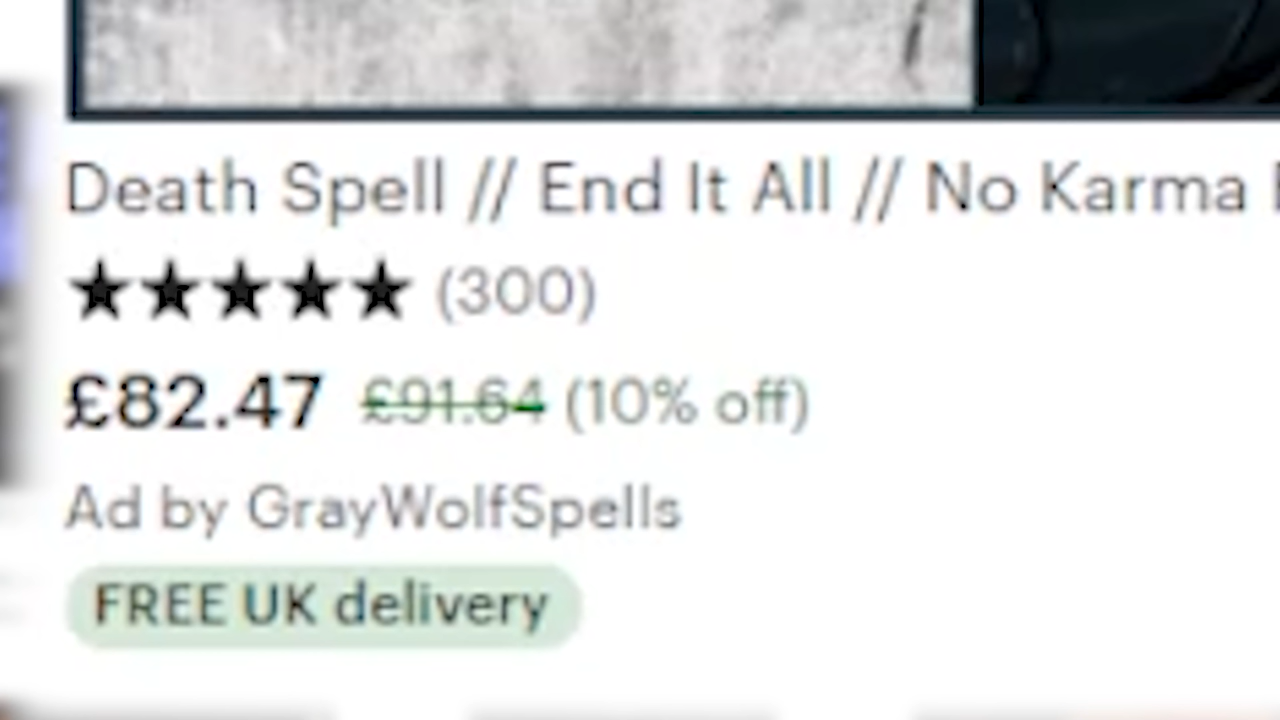 Death Spell // End It All // No Karma
★★★★★ (300)
£82.47 £91.64 (10% off)
Ad by GrayWolfSpells
FREE UK delivery